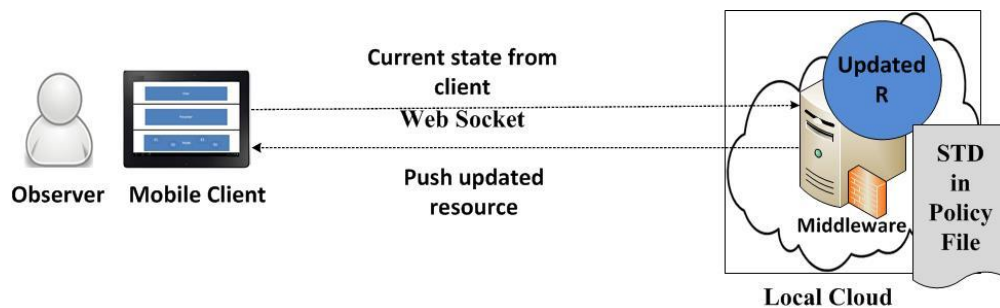 Current state from
client
Web Socket
Push updated
resource
Observer
Mobile Client
Updated
R
Middleware
STD
in
Policy
File
Local Cloud